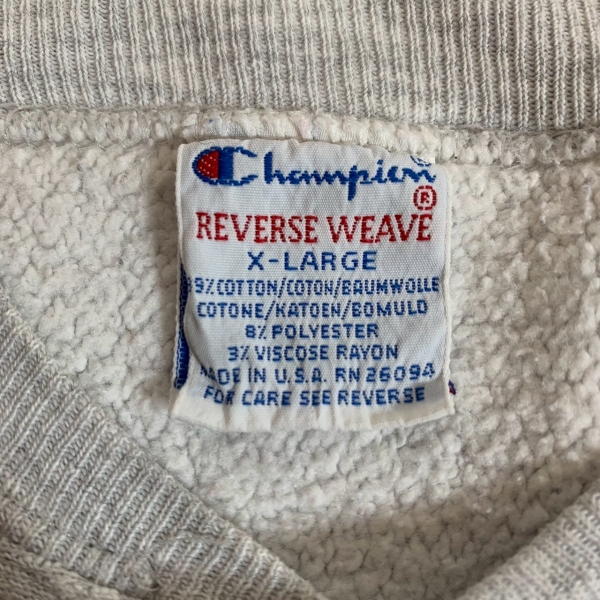 Champion®
REVERSE WEAVE®
X-LARGE
9% COTTON/COTON/BAUMWOLLE
COTONE/KATOEN/BOMULD
8% POLYESTER
3% VISCOSE RAYON
MADE IN U.S.A. RN 26094
FOR CARE SEE REVERSE